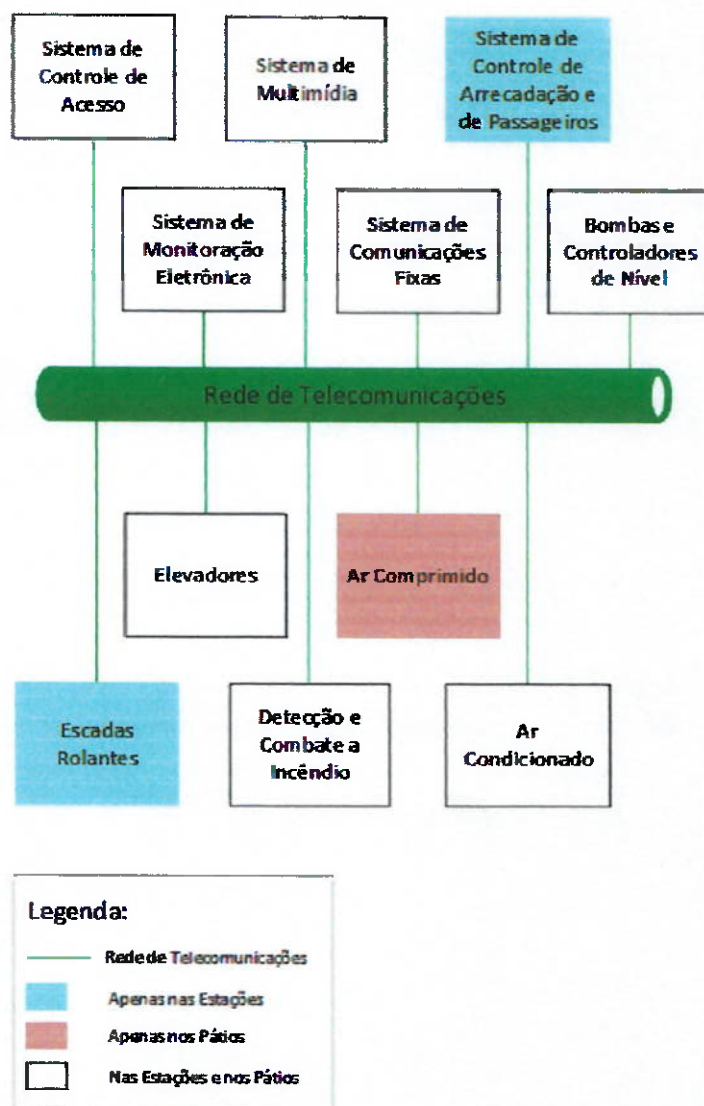 Sistema de
Controle de
Acesso
Sistema de
Multimídia
Sistema de
Controle de
Arrecadação e
de Passageiros
Sistema de
Monitoração
Eletrônica
Sistema de
Comunicações
Fixas
Bombas e
Controladores
de Nível
Rede de Telecomunicações
Elevadores
Ar Comprimido
Escadas
Rolantes
Detecção e
Combate a
Incêndio
Ar
Condicionado
Legenda:
Rede de Telecomunicações
Apenas nas Estações
Apenas nos Pátios
Nas Estações e nos Pátios